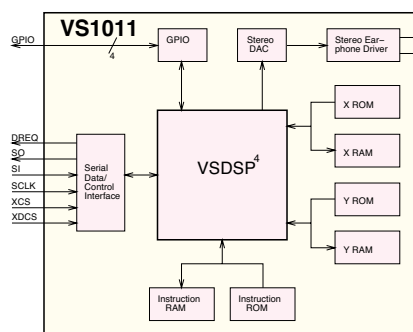 VS1011
GPIO
4
GPIO
Stereo
DAC
Stereo Ear-
phone Driver
X ROM
DREQ
SO
SI
SCLK
XCS
XDCS
Serial
Data/
Control
Interface
VSDSP4
X RAM
Y ROM
Y RAM
Instruction
RAM
Instruction
ROM